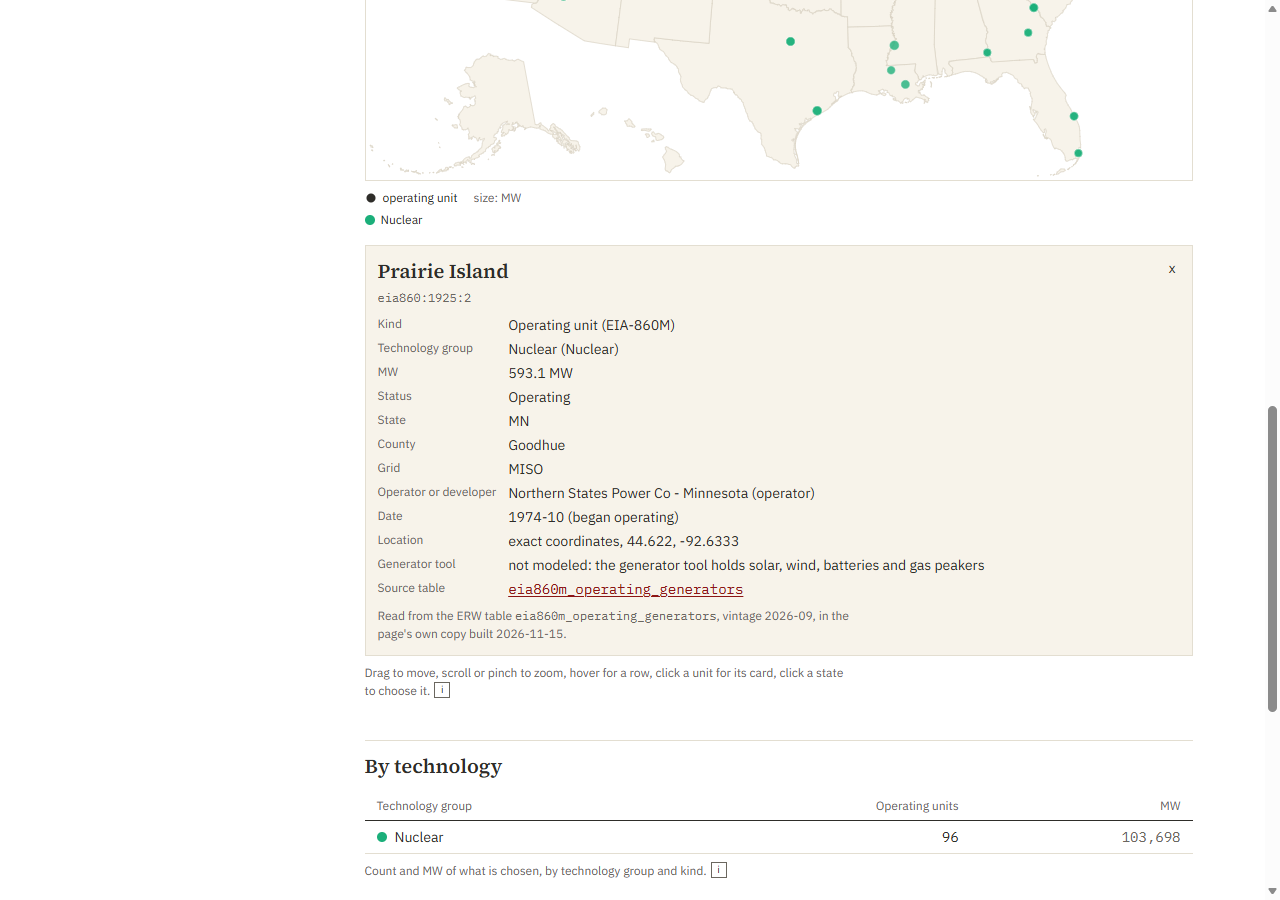 operating unit size: MW
Nuclear
Prairie Island
x
eia860:1925:2
Kind Operating unit (EIA-860M)
Technology group Nuclear (Nuclear)
MW 593.1 MW
Status Operating
State MN
County Goodhue
Grid MISO
Operator or developer Northern States Power Co - Minnesota (operator)
Date 1974-10 (began operating)
Location exact coordinates, 44.622, -92.6333
Generator tool not modeled: the generator tool holds solar, wind, batteries and gas peakers
Source table eia860m_operating_generators
Read from the ERW table eia860m_operating_generators, vintage 2026-09, in the
page's own copy built 2026-11-15.
Drag to move, scroll or pinch to zoom, hover for a row, click a unit for its card, click a state
to choose it. i
By technology
Technology group Operating units MW
Nuclear 96 103,698
Count and MW of what is chosen, by technology group and kind. i